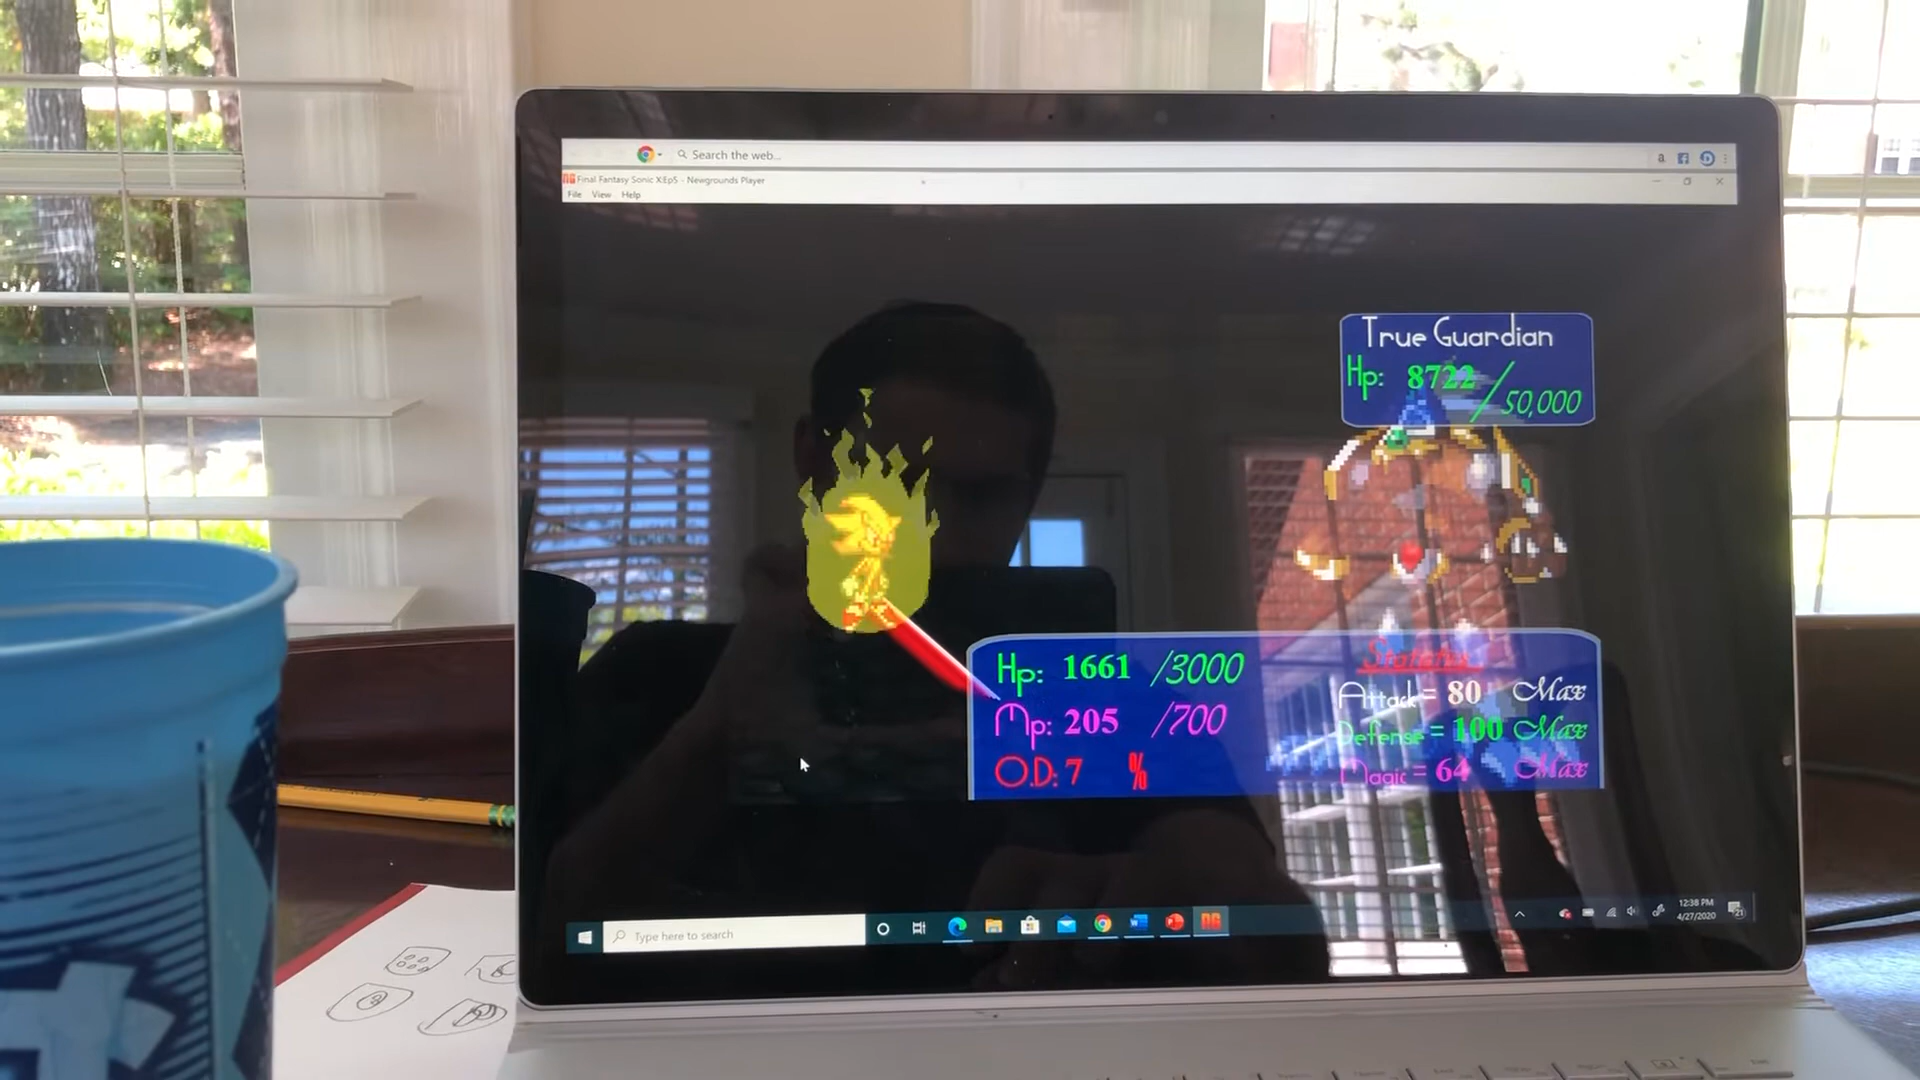 Search the web...
a
Final Fantasy Sonic X:Ep5 - Newgrounds Player
File View Help
True Guardian
Hp: 8722 / 50,000
Hp: 1661 /3000
Mp: 205 /700
O.D: 7 %
Attack = 80 Max
Defense = 100 Max
Magic = 64 Max
Type here to search
NG
12:38 PM
4/27/2020
21